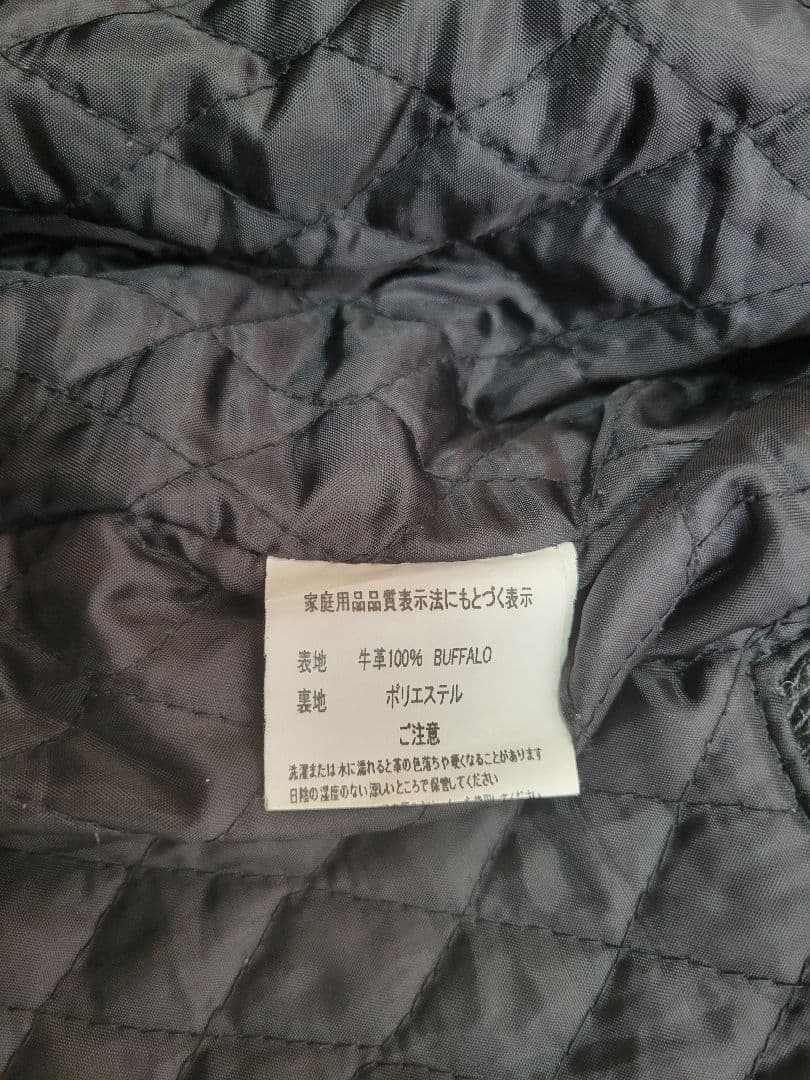 家庭用品品質表示法にもとづく表示
表地 牛革100% BUFFALO
裏地 ポリエステル
ご注意
洗濯または水に濡れると革の色落ちや硬くなることがあります
日陰の湿度のない涼しいところで保管してください